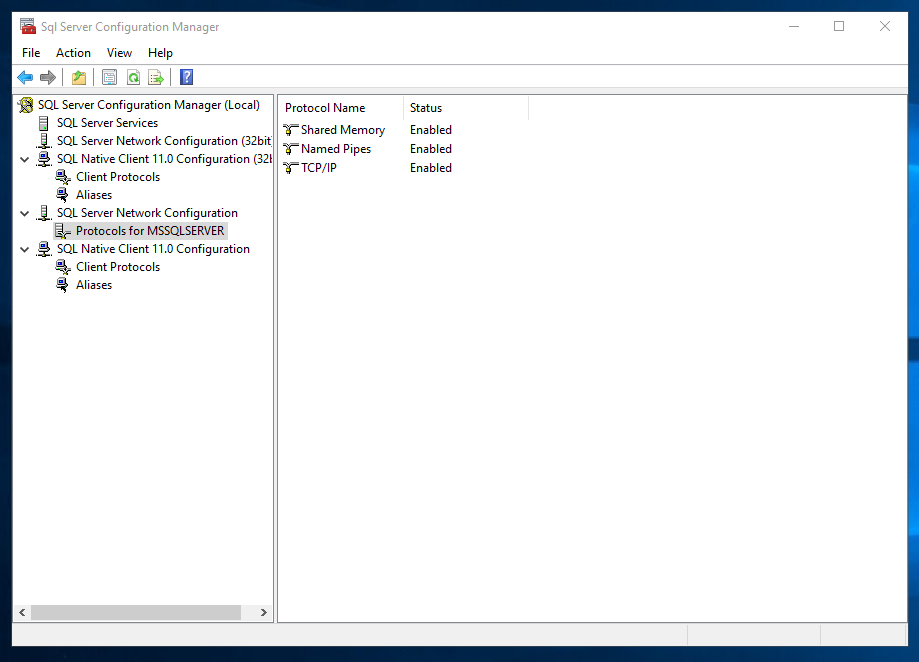 Sql Server Configuration Manager
File Action View Help
?
SQL Server Configuration Manager (Local)
SQL Server Services
SQL Server Network Configuration (32bit
SQL Native Client 11.0 Configuration (32b
Client Protocols
Aliases
SQL Server Network Configuration
Protocols for MSSQLSERVER
SQL Native Client 11.0 Configuration
Client Protocols
Aliases
Protocol Name Status
Shared Memory Enabled
Named Pipes Enabled
TCP/IP Enabled